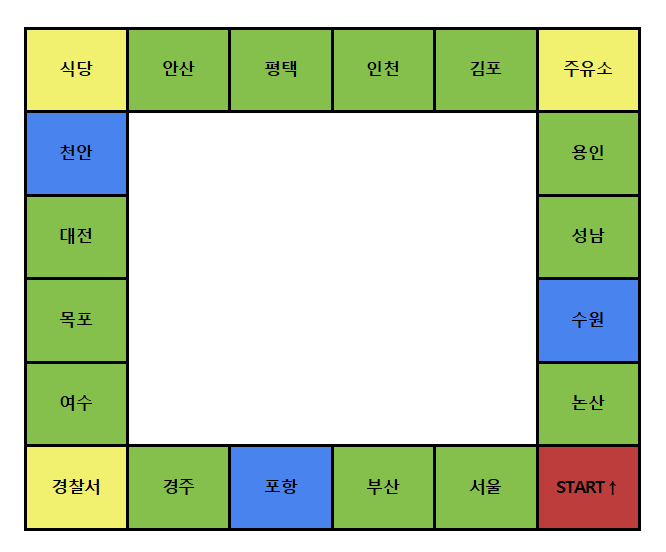 식당 안산 평택 인천 김포 주유소
천안 용인
대전 성남
목포 수원
여수 논산
경찰서 경주 포항 부산 서울 START↑